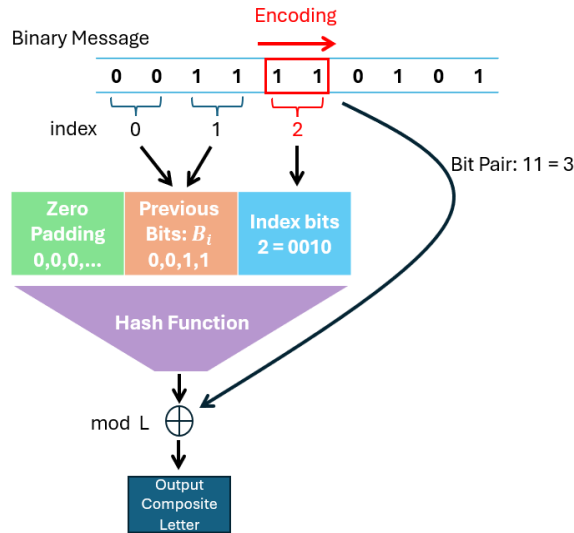 Encoding
Binary Message
0 0 1 1 1 1 0 1 0 1
index 0 1 2
Bit Pair: 11 = 3
Zero
Padding
0,0,0,...
Previous
Bits: B_i
0,0,1,1
Index bits
2 = 0010
Hash Function
mod L
Output
Composite
Letter